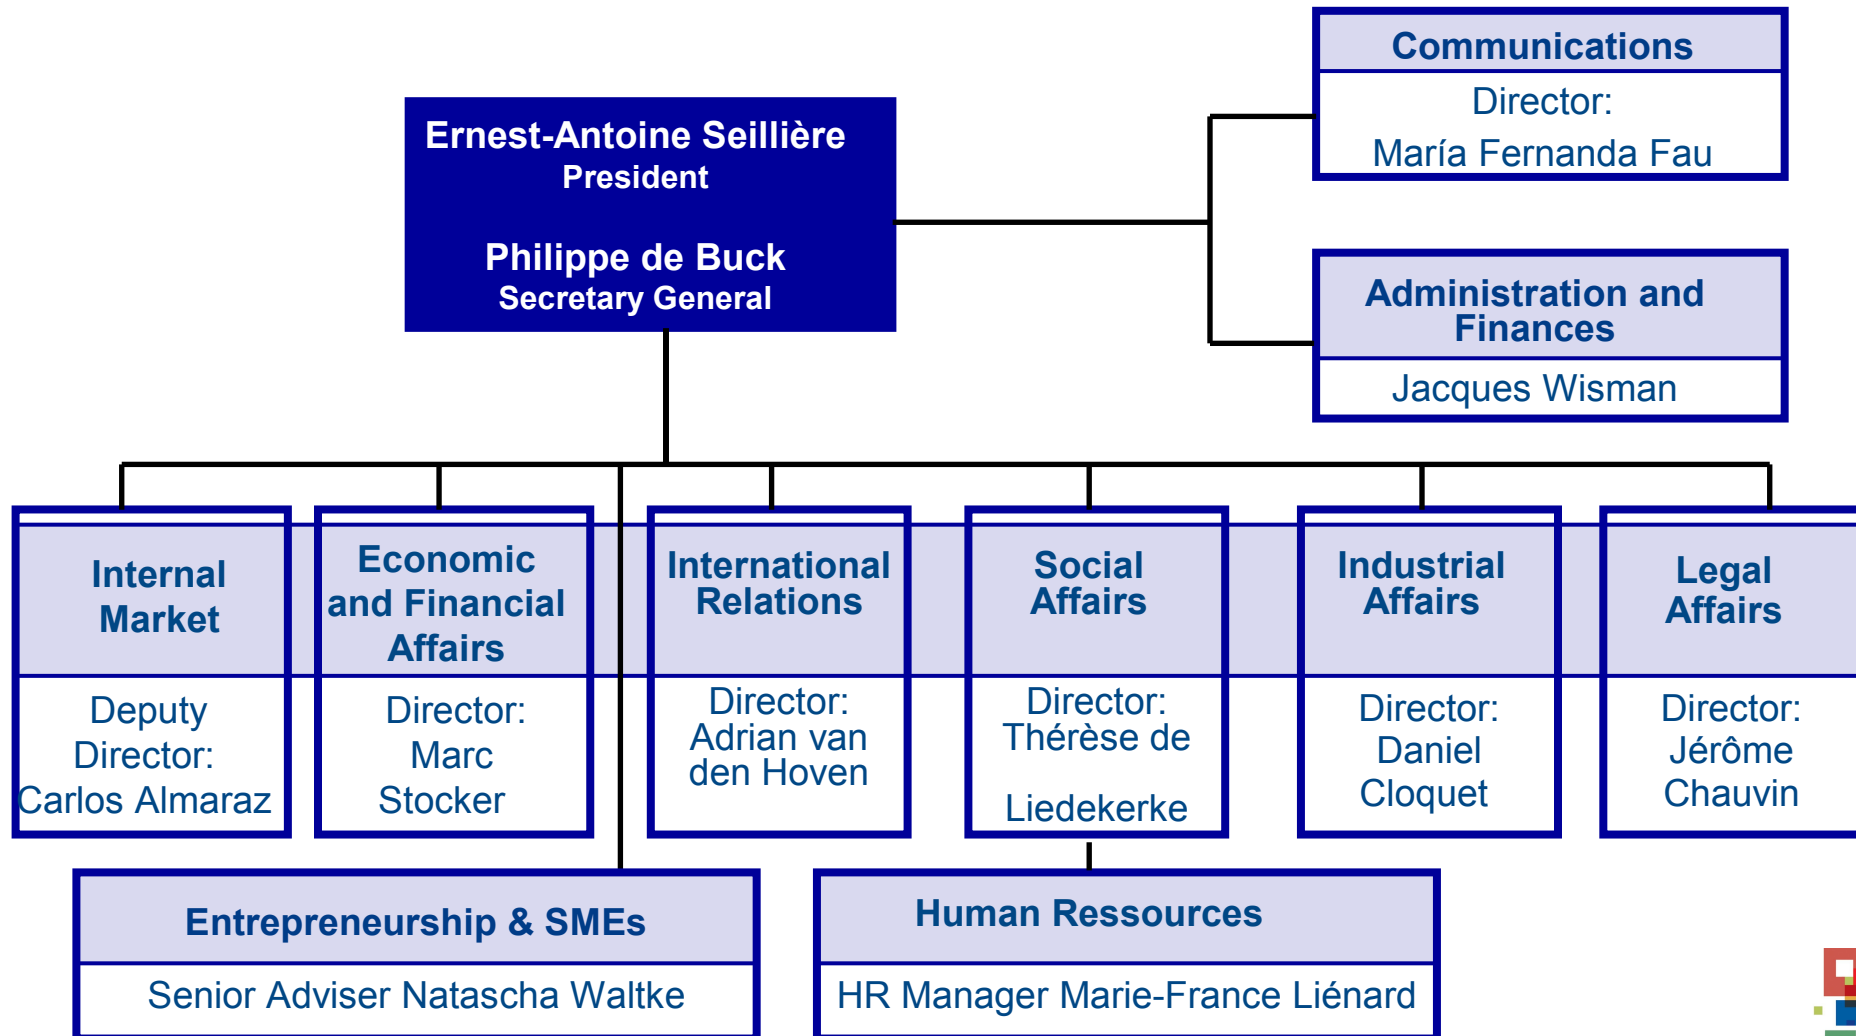 Communications
Director:
María Fernanda Fau
Ernest-Antoine Seillière
President
Philippe de Buck
Secretary General
Administration and
Finances
Jacques Wisman
Internal
Market
Deputy
Director:
Carlos Almaraz
Economic
and Financial
Affairs
Director:
Marc
Stocker
International
Relations
Director:
Adrian van
den Hoven
Social
Affairs
Director:
Thérèse de
Liedekerke
Industrial
Affairs
Director:
Daniel
Cloquet
Legal
Affairs
Director:
Jérôme
Chauvin
Entrepreneurship & SMEs
Senior Adviser Natascha Waltke
Human Ressources
HR Manager Marie-France Liénard